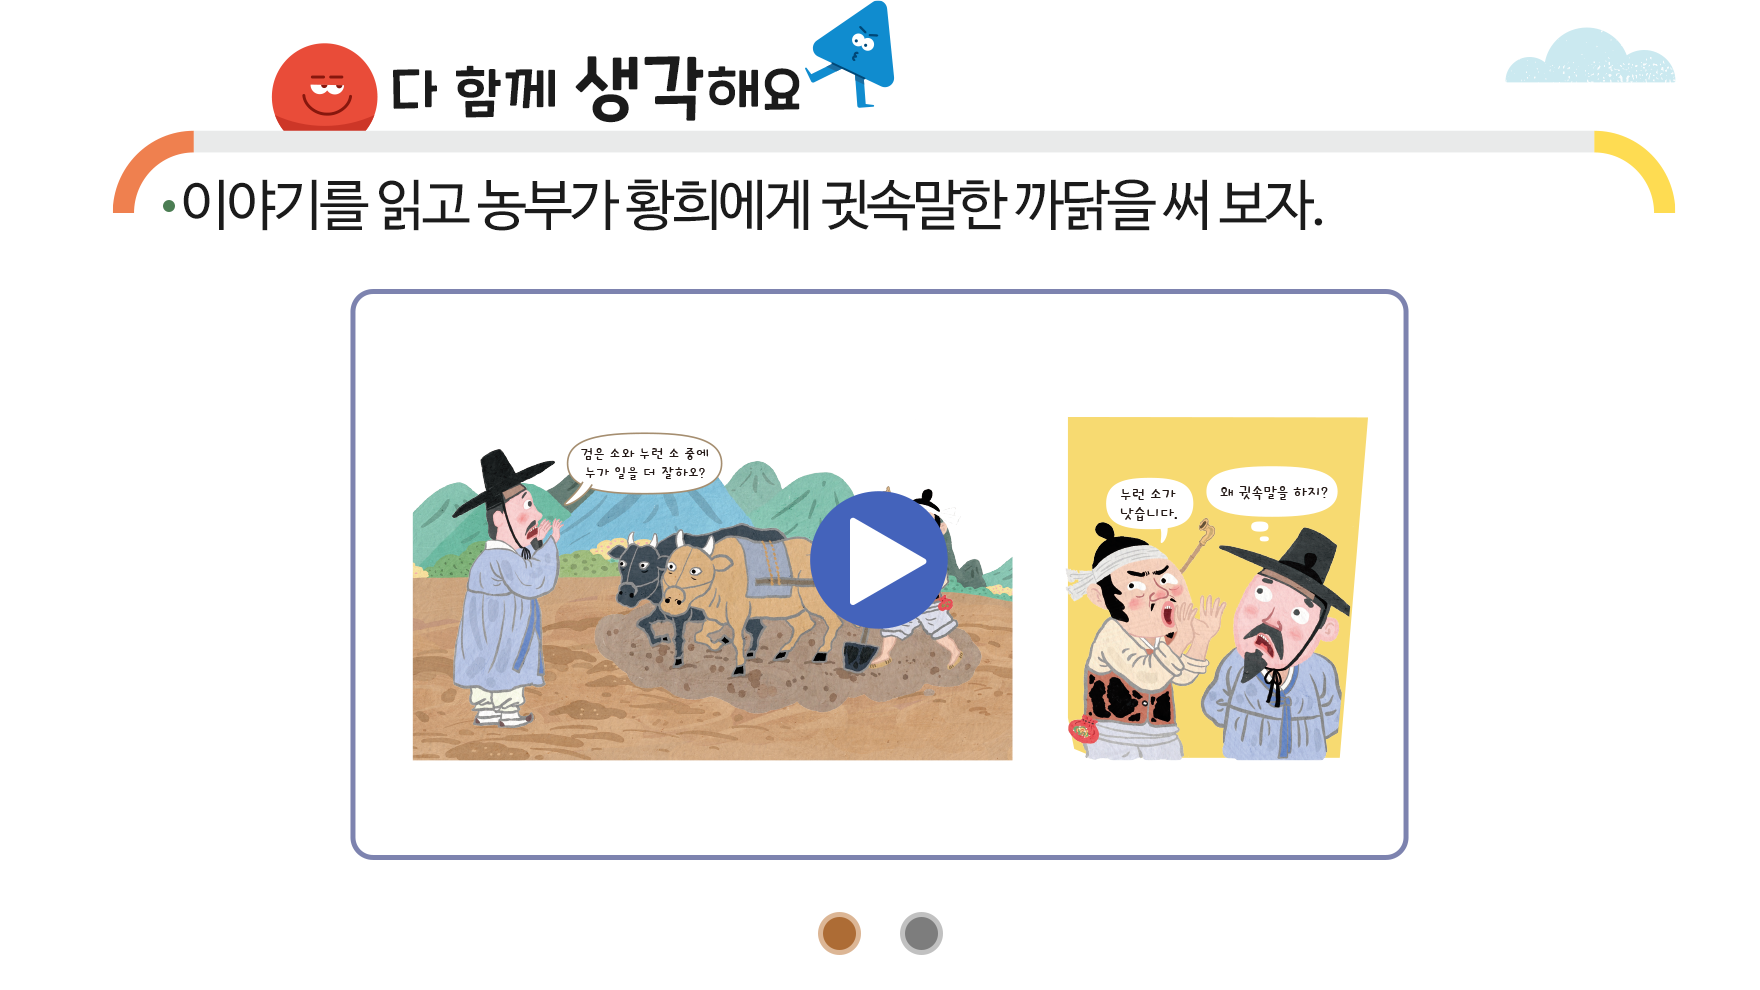 다 함께 생각해요
•이야기를 읽고 농부가 황희에게 귓속말한 까닭을 써 보자.
검은 소와 누런 소 중에
누가 일을 더 잘하오?
누런 소가
낫습니다.
왜 귓속말을 하지?